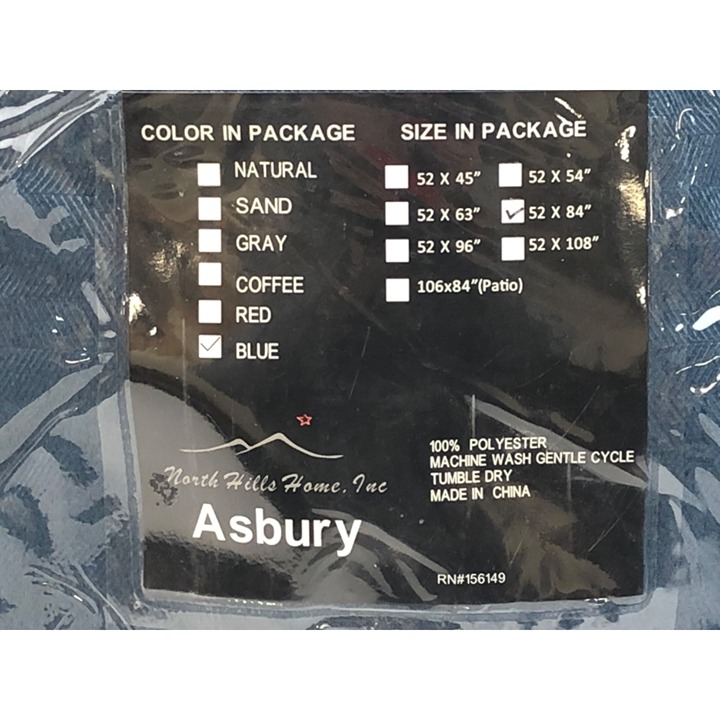 COLOR IN PACKAGE
NATURAL
SAND
GRAY
COFFEE
RED
BLUE
SIZE IN PACKAGE
52 X 45” 52 X 54”
52 X 63” 52 X 84”
52 X 96” 52 X 108”
106x84”(Patio)
North Hills Home, Inc
Asbury
100% POLYESTER
MACHINE WASH GENTLE CYCLE
TUMBLE DRY
MADE IN CHINA
RN#156149